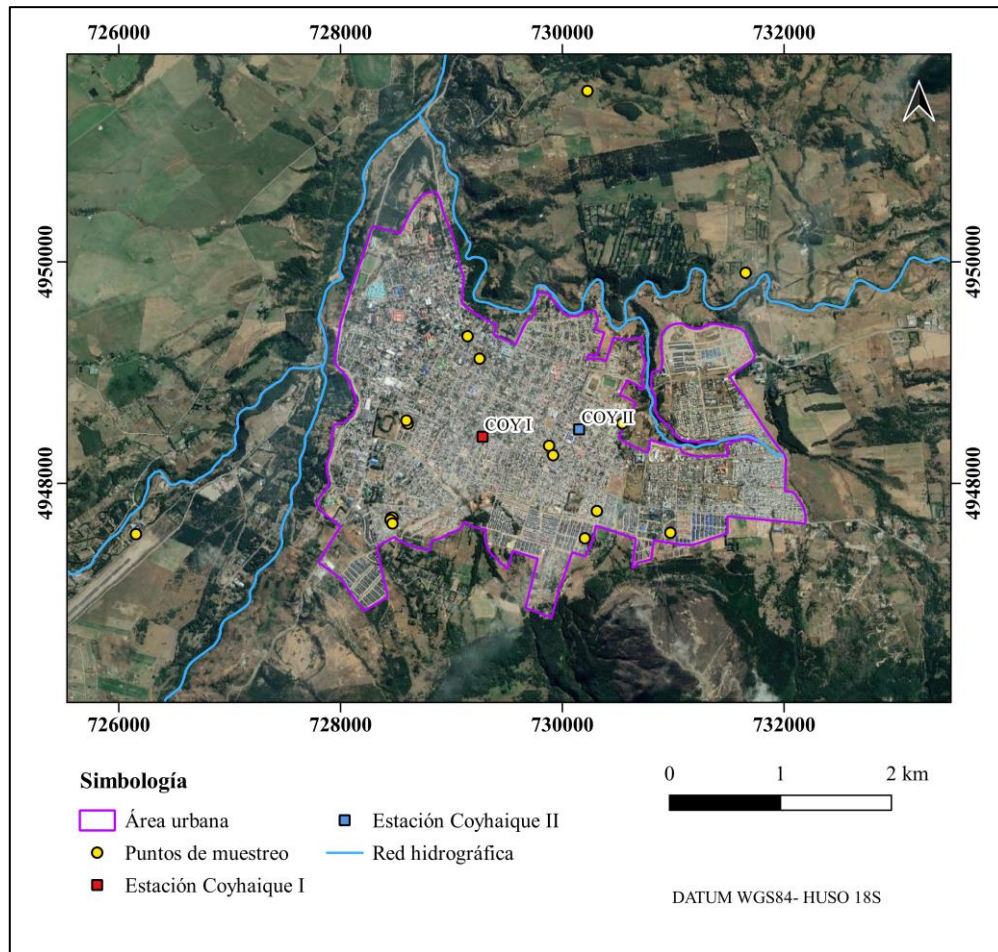 726000 728000 730000 732000
4950000 4950000
COY I COY II
4948000 4948000
726000 728000 730000 732000
Simbología
Área urbana
Puntos de muestreo
Estación Coyhaique I
Estación Coyhaique II
Red hidrográfica
0 1 2 km
DATUM WGS84- HUSO 18S